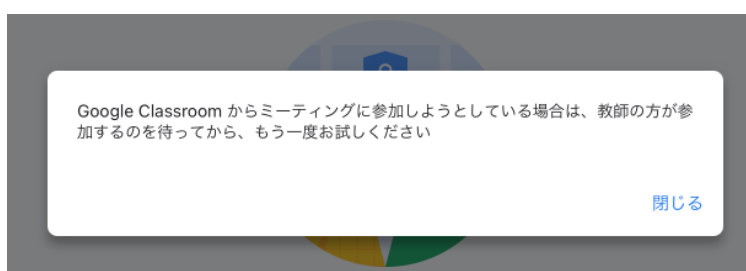 Google Classroom からミーティングに参加しようとしている場合は、教師の方が参
加するのを待ってから、もう一度お試しください
閉じる